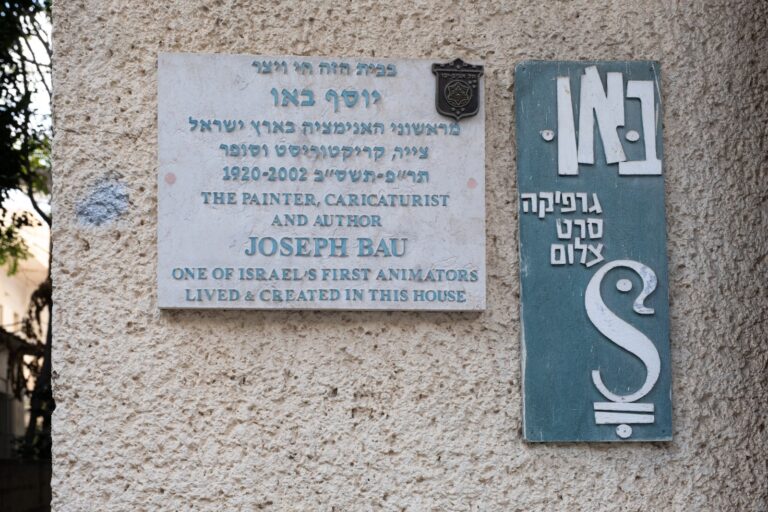 בבית הזה חי ויצר
יוסף באו
מראשוני האנימציה בארץ ישראל
צייר, קריקטוריסט וסופר
תר"פ-תשס"ב 1920-2002
THE PAINTER, CARICATURIST
AND AUTHOR
JOSEPH BAU
ONE OF ISRAEL'S FIRST ANIMATORS
LIVED & CREATED IN THIS HOUSE
באו
גרפיקה
סרט
צלום